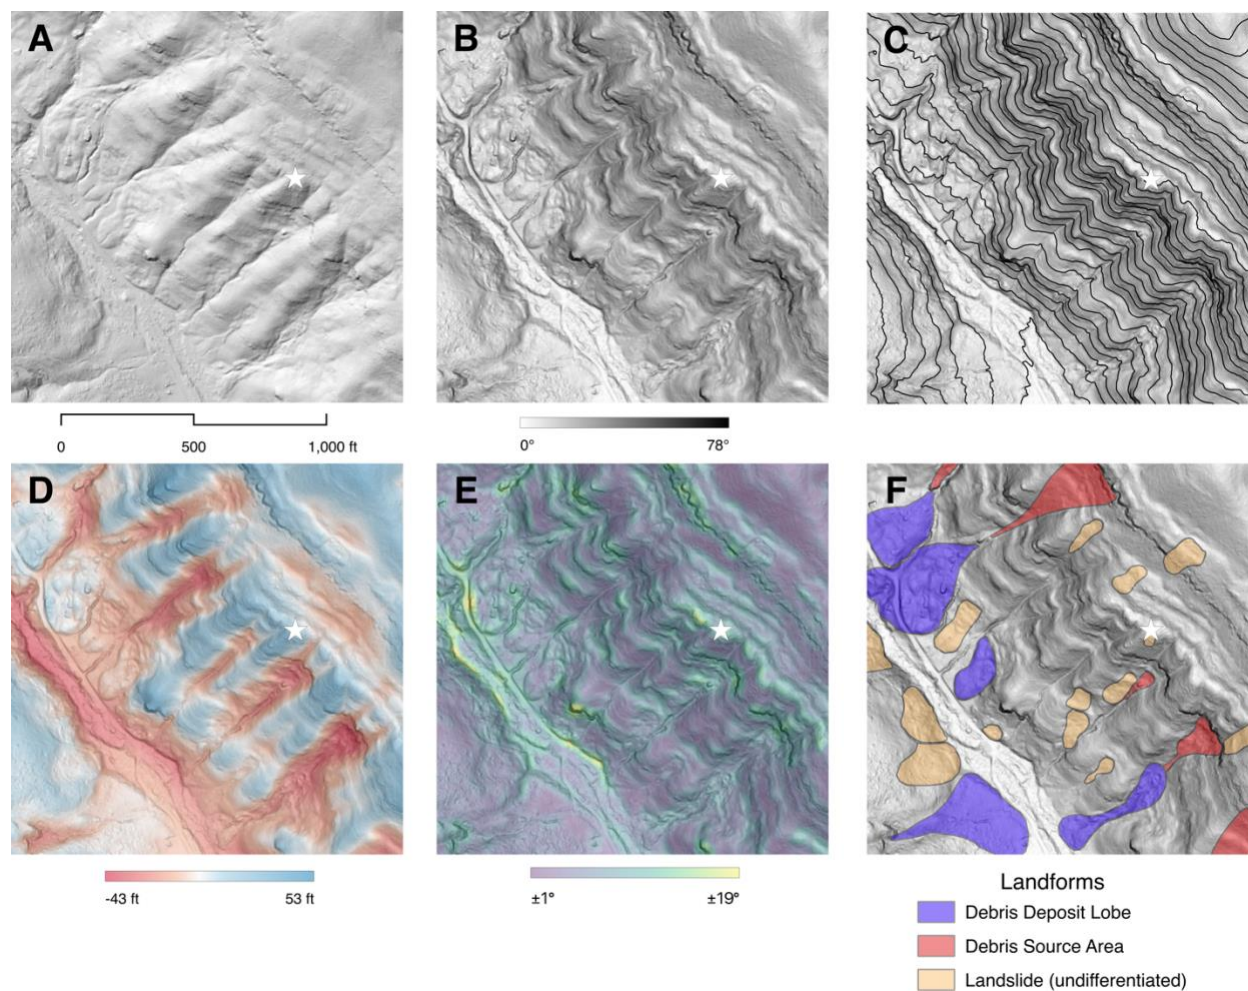 A
B
C
0
500
1,000 ft
0°
78°
D
E
F
-43 ft
53 ft
±1°
±19°
Landforms
Debris Deposit Lobe
Debris Source Area
Landslide (undifferentiated)